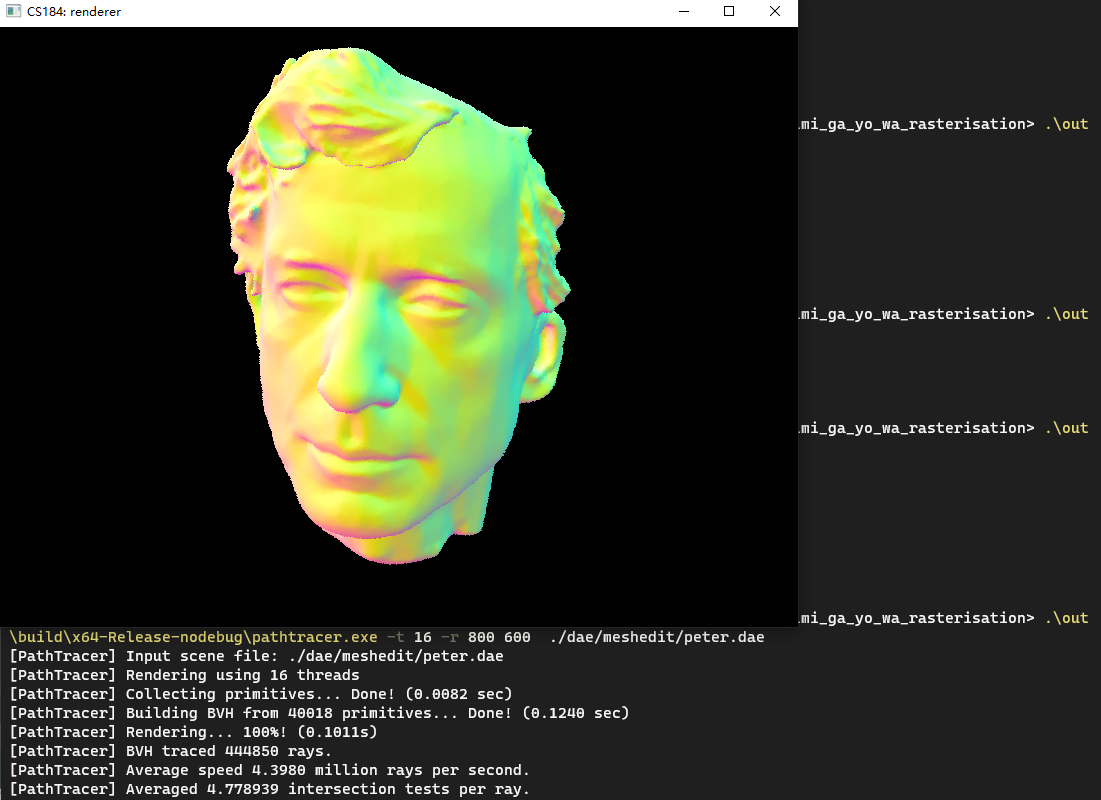 CS184: renderer
mi_ga_yo_wa_rasterisation> .\out
mi_ga_yo_wa_rasterisation> .\out
mi_ga_yo_wa_rasterisation> .\out
mi_ga_yo_wa_rasterisation> .\out
\build\x64-Release-nodebug\pathtracer.exe -t 16 -r 800 600  ./dae/meshedit/peter.dae
[PathTracer] Input scene file: ./dae/meshedit/peter.dae
[PathTracer] Rendering using 16 threads
[PathTracer] Collecting primitives... Done! (0.0082 sec)
[PathTracer] Building BVH from 40018 primitives... Done! (0.1240 sec)
[PathTracer] Rendering... 100%! (0.1011s)
[PathTracer] BVH traced 444850 rays.
[PathTracer] Average speed 4.3980 million rays per second.
[PathTracer] Averaged 4.778939 intersection tests per ray.